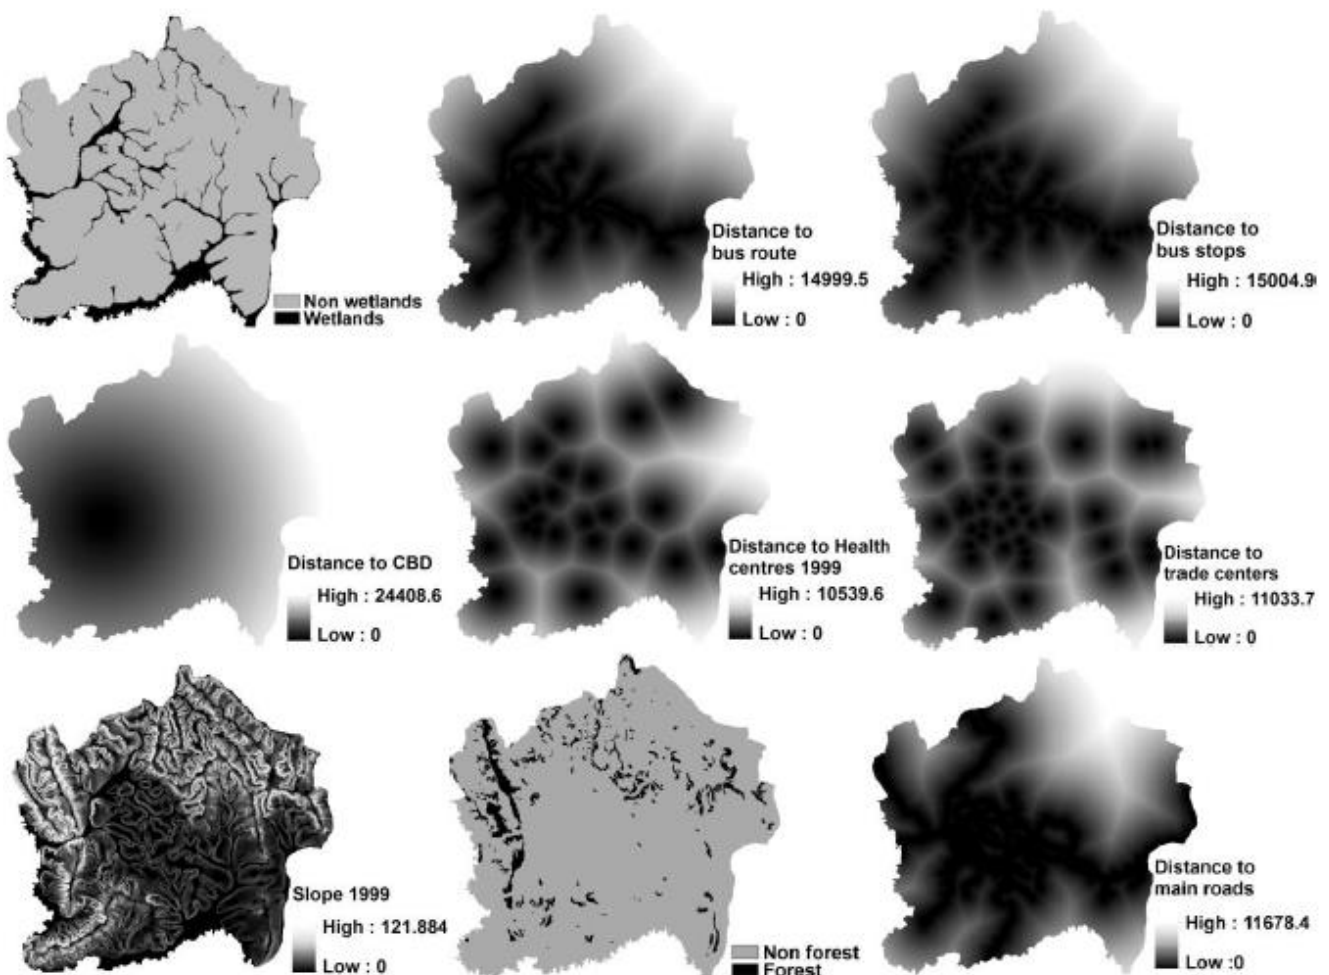 Non wetlands
Wetlands
Distance to
bus route
High : 14999.5
Low : 0
Distance to
bus stops
High : 15004.9
Low : 0
Distance to CBD
High : 24408.6
Low : 0
Distance to Health
centres 1999
High : 10539.6
Low : 0
Distance to
trade centers
High : 11033.7
Low : 0
Slope 1999
High : 121.884
Low : 0
Non forest
Forest
Distance to
main roads
High : 11678.4
Low :0